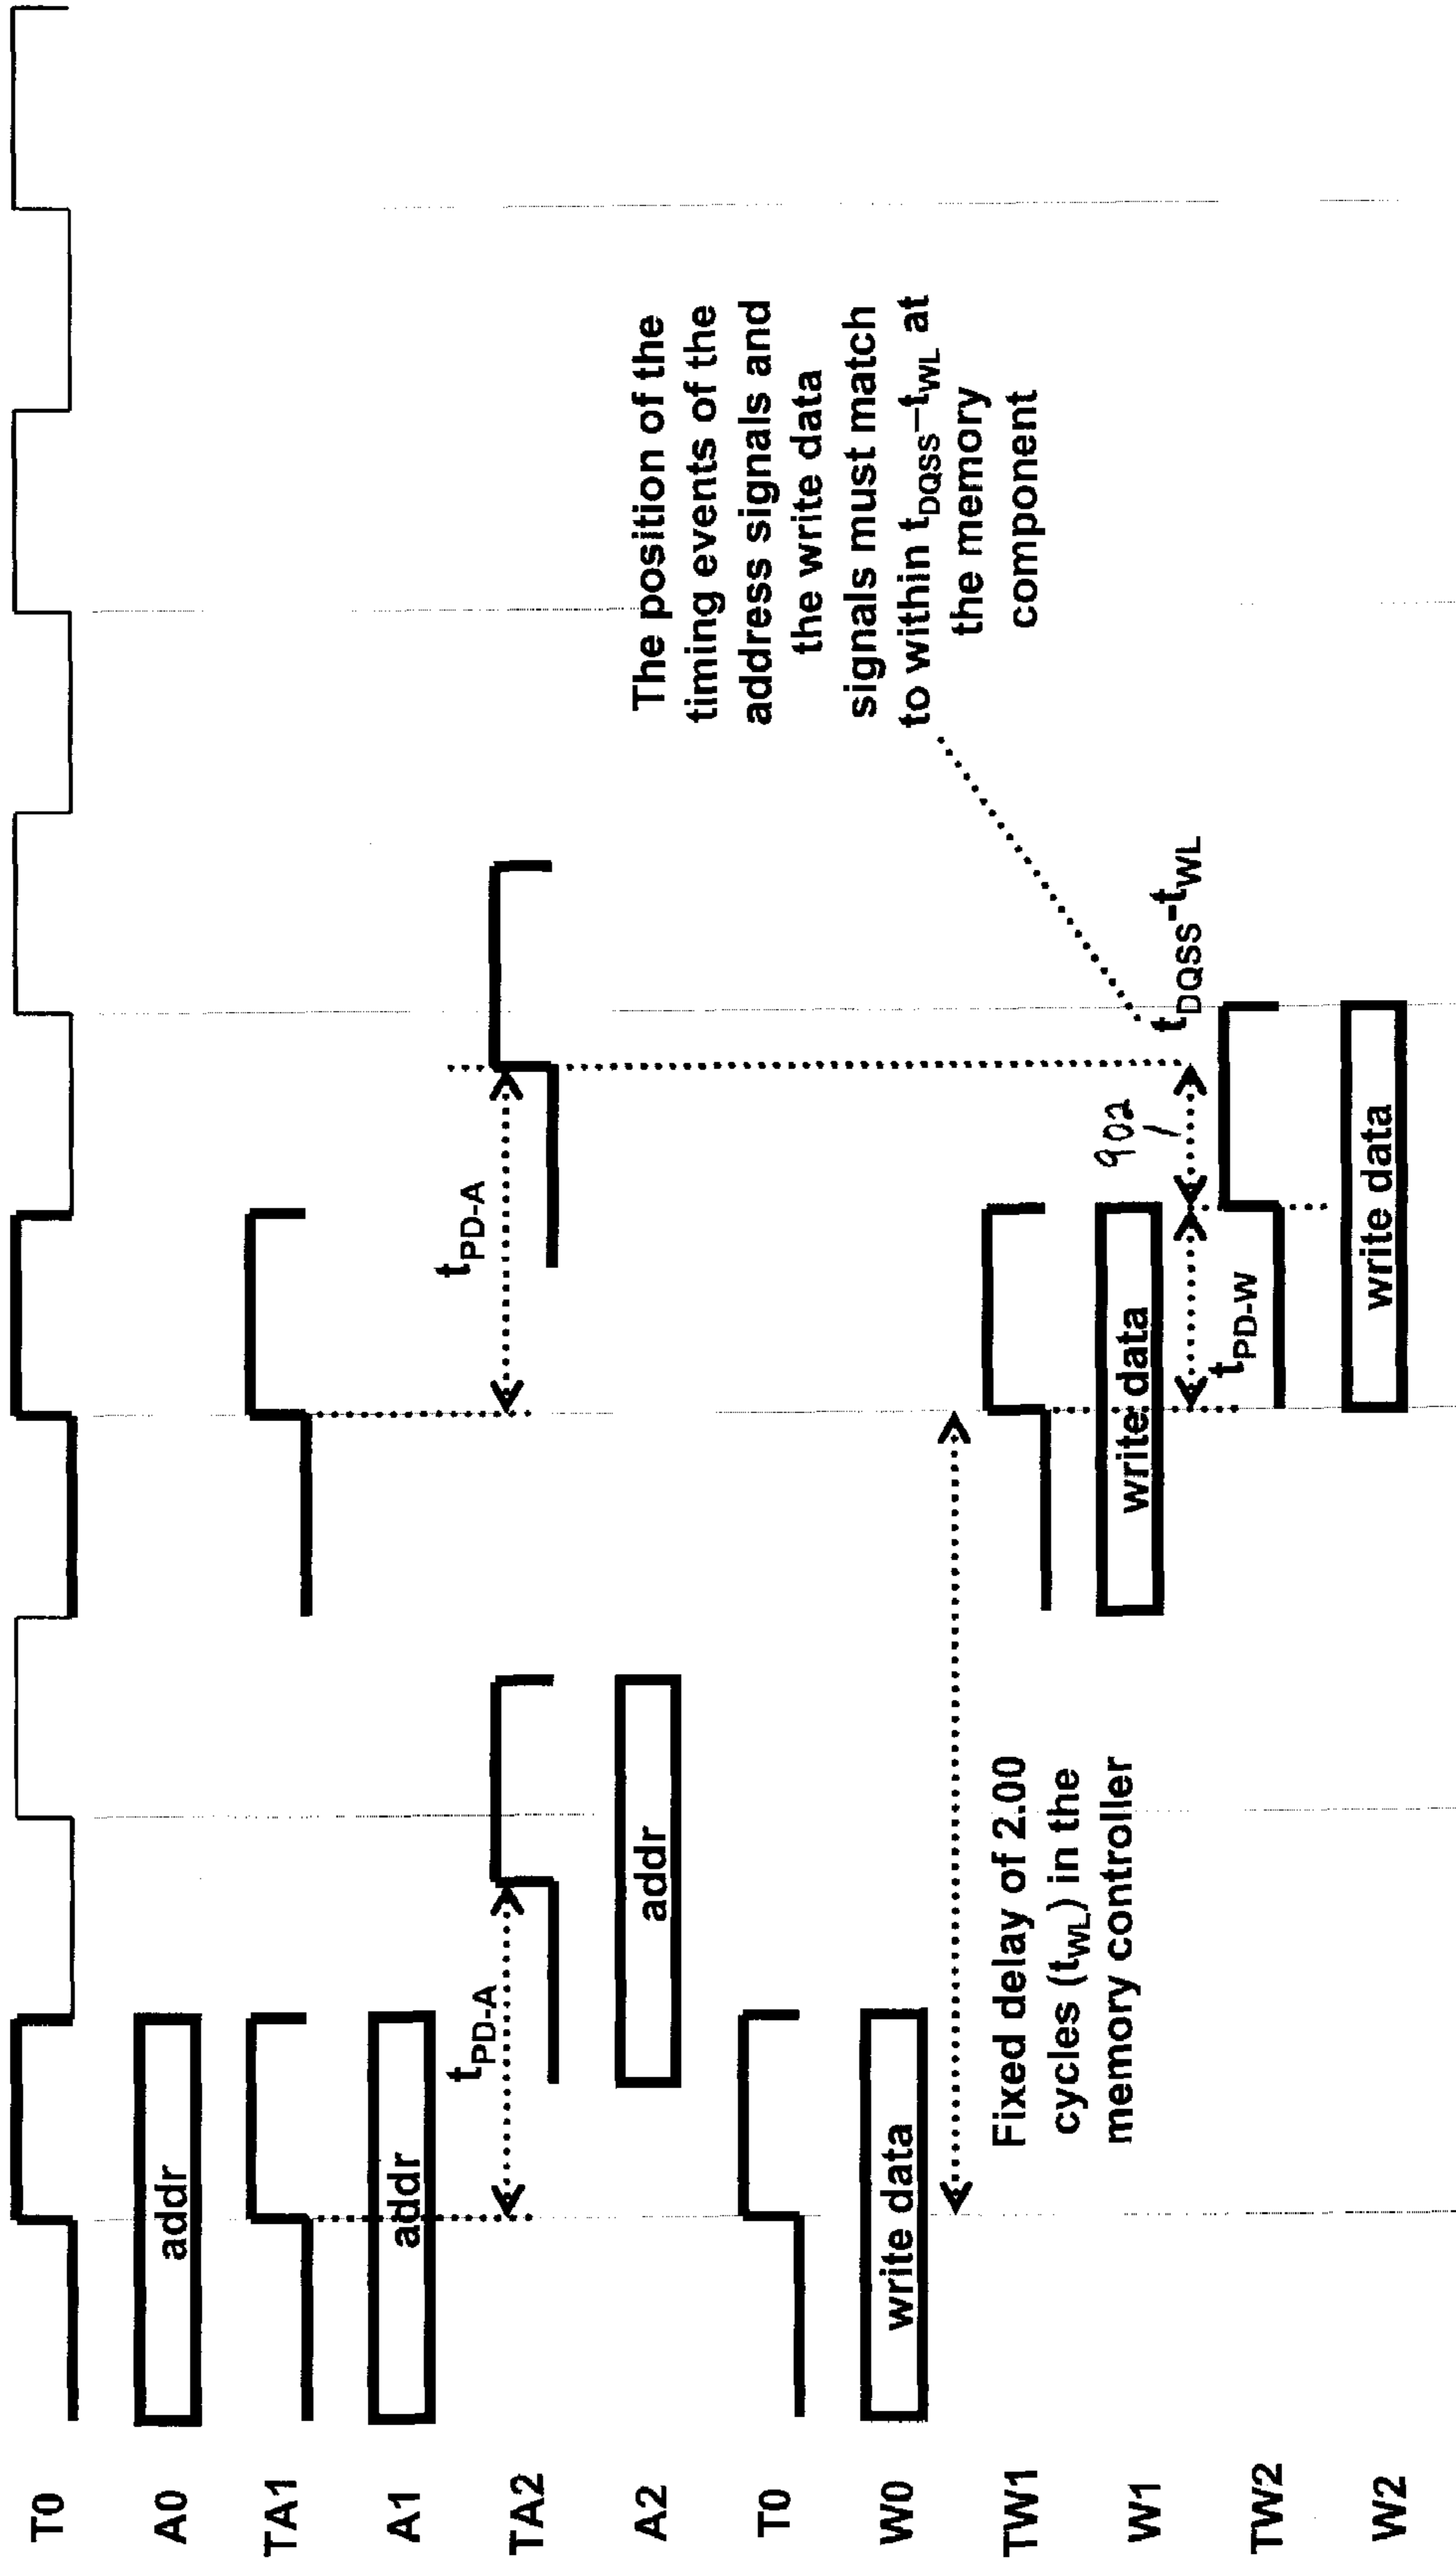 T0
A0
addr
TA1
A1
addr
TA2
tPD-A
tPD-A
A2
addr
The position of the
timing events of the
address signals and
the write data
signals must match
to within tDQSS–tWL at
the memory
component
T0
W0
write data
Fixed delay of 2.00
cycles (tWL) in the
memory controller
TW1
W1
write data
902
tDQSS-tWL
tPD-W
TW2
W2
write data